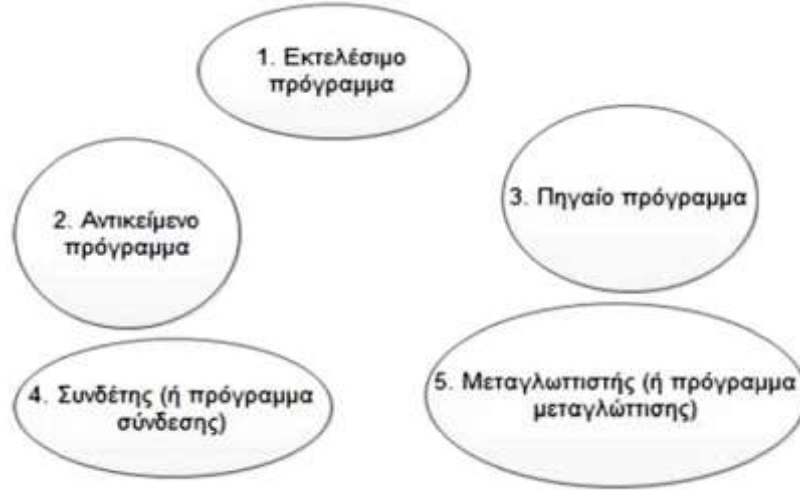 1. Εκτελέσιμο
πρόγραμμα
3. Πηγαίο πρόγραμμα
2. Αντικείμενο
πρόγραμμα
4. Συνδέτης (ή πρόγραμμα
σύνδεσης)
5. Μεταγλωττιστής (ή πρόγραμμα
μεταγλώττισης)